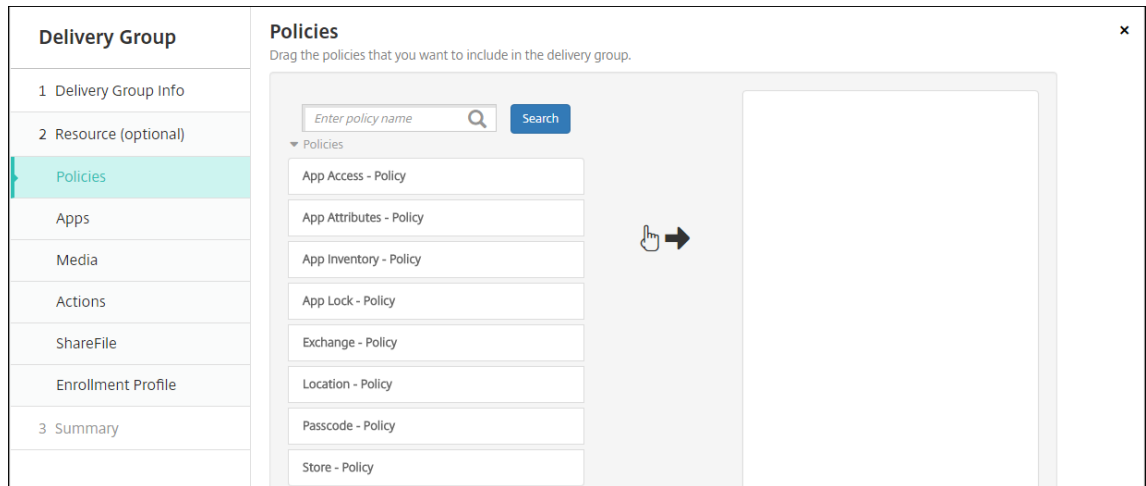 Delivery Group
1 Delivery Group Info
2 Resource (optional)
Policies
Apps
Media
Actions
ShareFile
Enrollment Profile
3 Summary
Policies
Drag the policies that you want to include in the delivery group.
Enter policy name
Search
Policies
App Access - Policy
App Attributes - Policy
App Inventory - Policy
App Lock - Policy
Exchange - Policy
Location - Policy
Passcode - Policy
Store - Policy